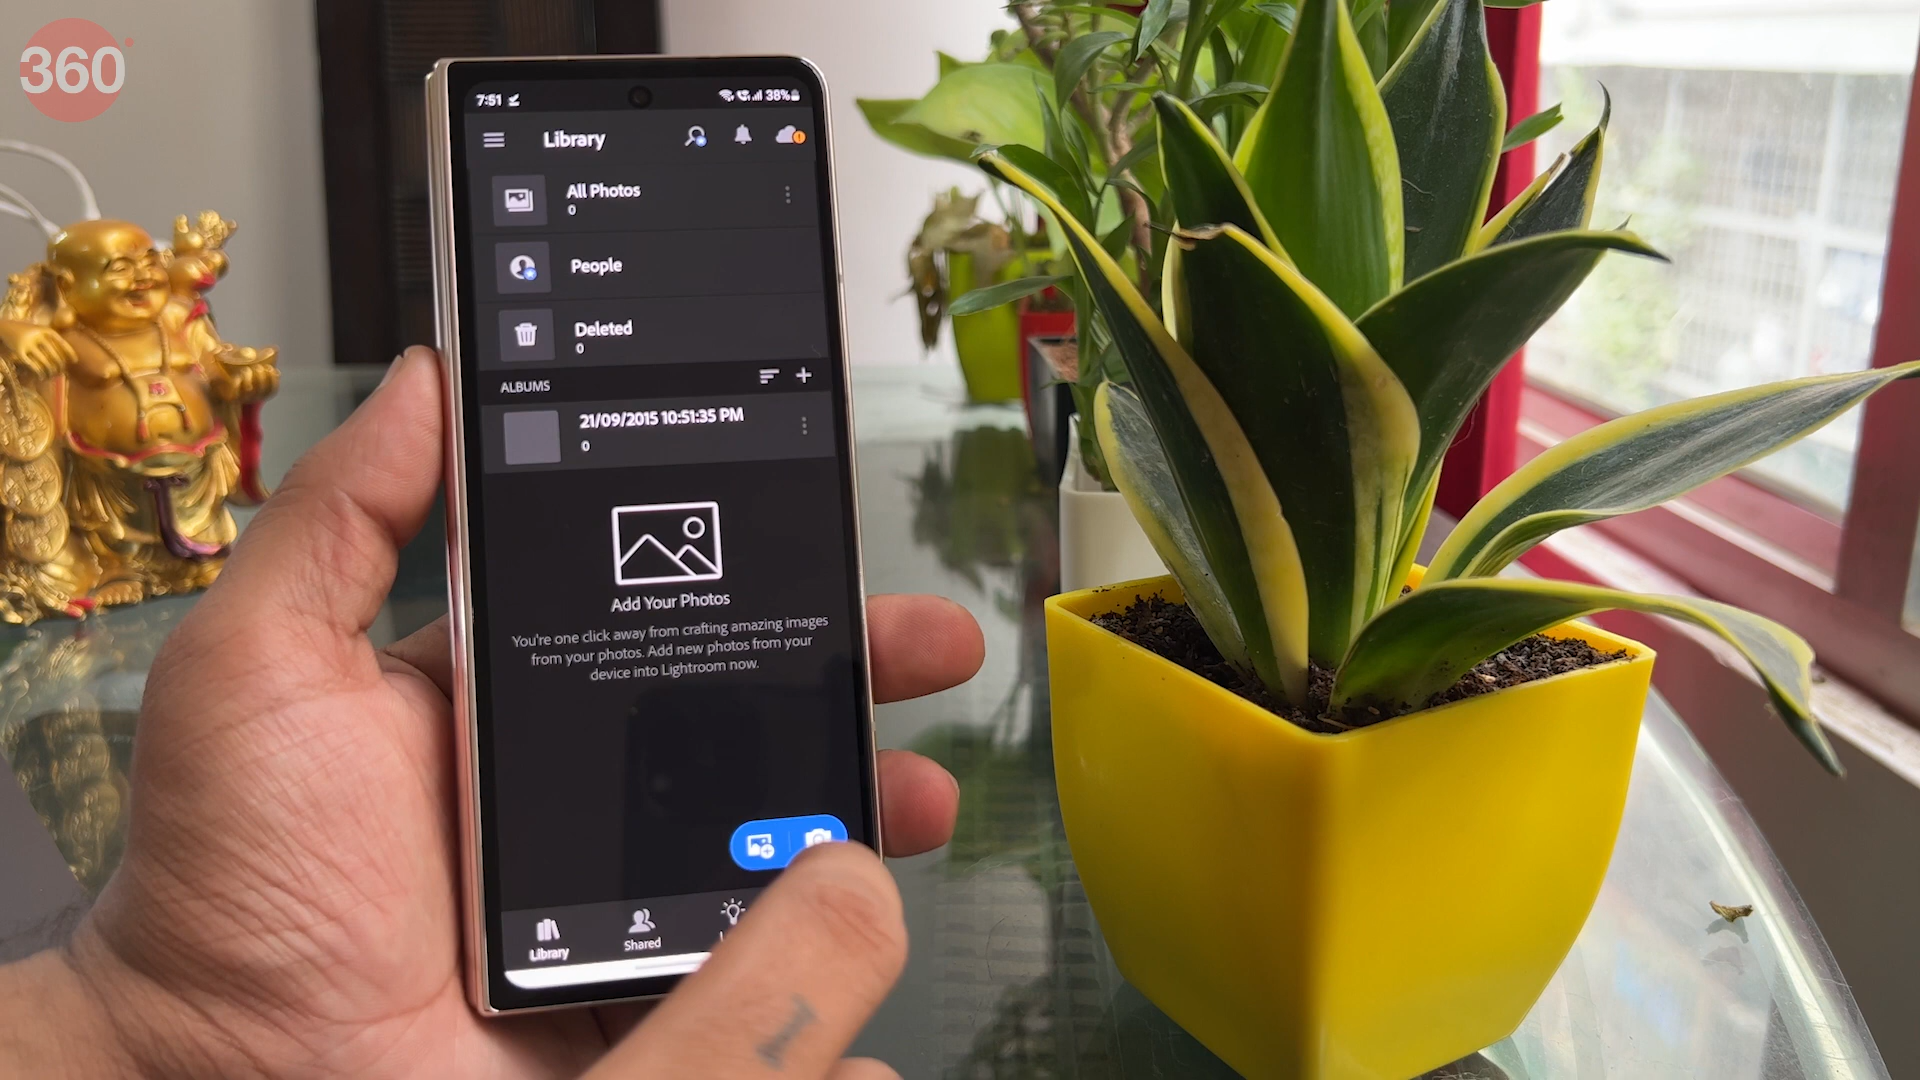 360
7:51
38%
Library
All Photos
0
People
Deleted
0
ALBUMS
21/09/2015 10:51:35 PM
0
Add Your Photos
You're one click away from crafting amazing images
from your photos. Add new photos from your
device into Lightroom now.
Library
Shared